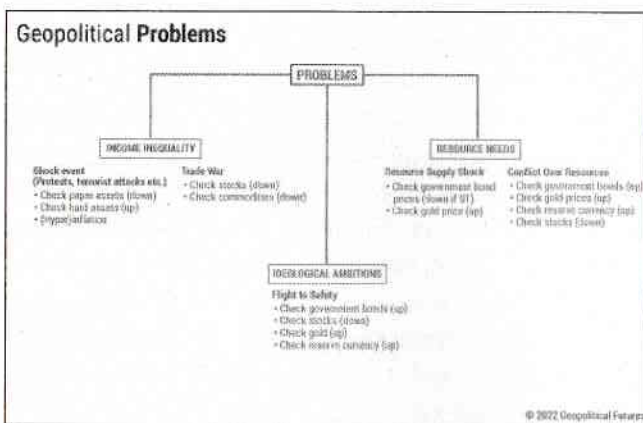 Geopolitical Problems
PROBLEMS
INCOME INEQUALITY
Shock event
(Protests, terrorist attacks etc.)
• Check paper assets (down)
• Check hard assets (up)
• (Hyper)inflation
Trade War
• Check stocks (down)
• Check commodities (down)
RESOURCE NEEDS
Resource Supply Shock
• Check government bond
prices (down if ST)
• Check gold price (up)
Conflict Over Resources
• Check government bonds (up)
• Check gold prices (up)
• Check reserve currency (up)
• Check stocks (down)
IDEOLOGICAL AMBITIONS
Flight to Safety
• Check government bonds (up)
• Check stocks (down)
• Check gold (up)
• Check reserve currency (up)
© 2022 Geopolitical Futures